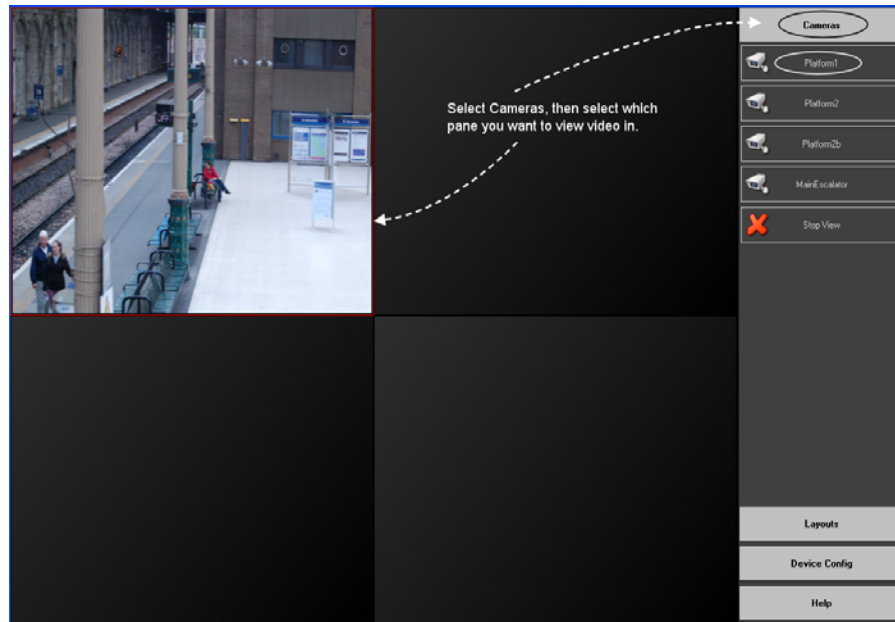 Cameras
Platform1
Select Cameras, then select which
pane you want to view video in.
Platform2
Platform2b
MainEscalator
Stop View
Layouts
Device Config
Help